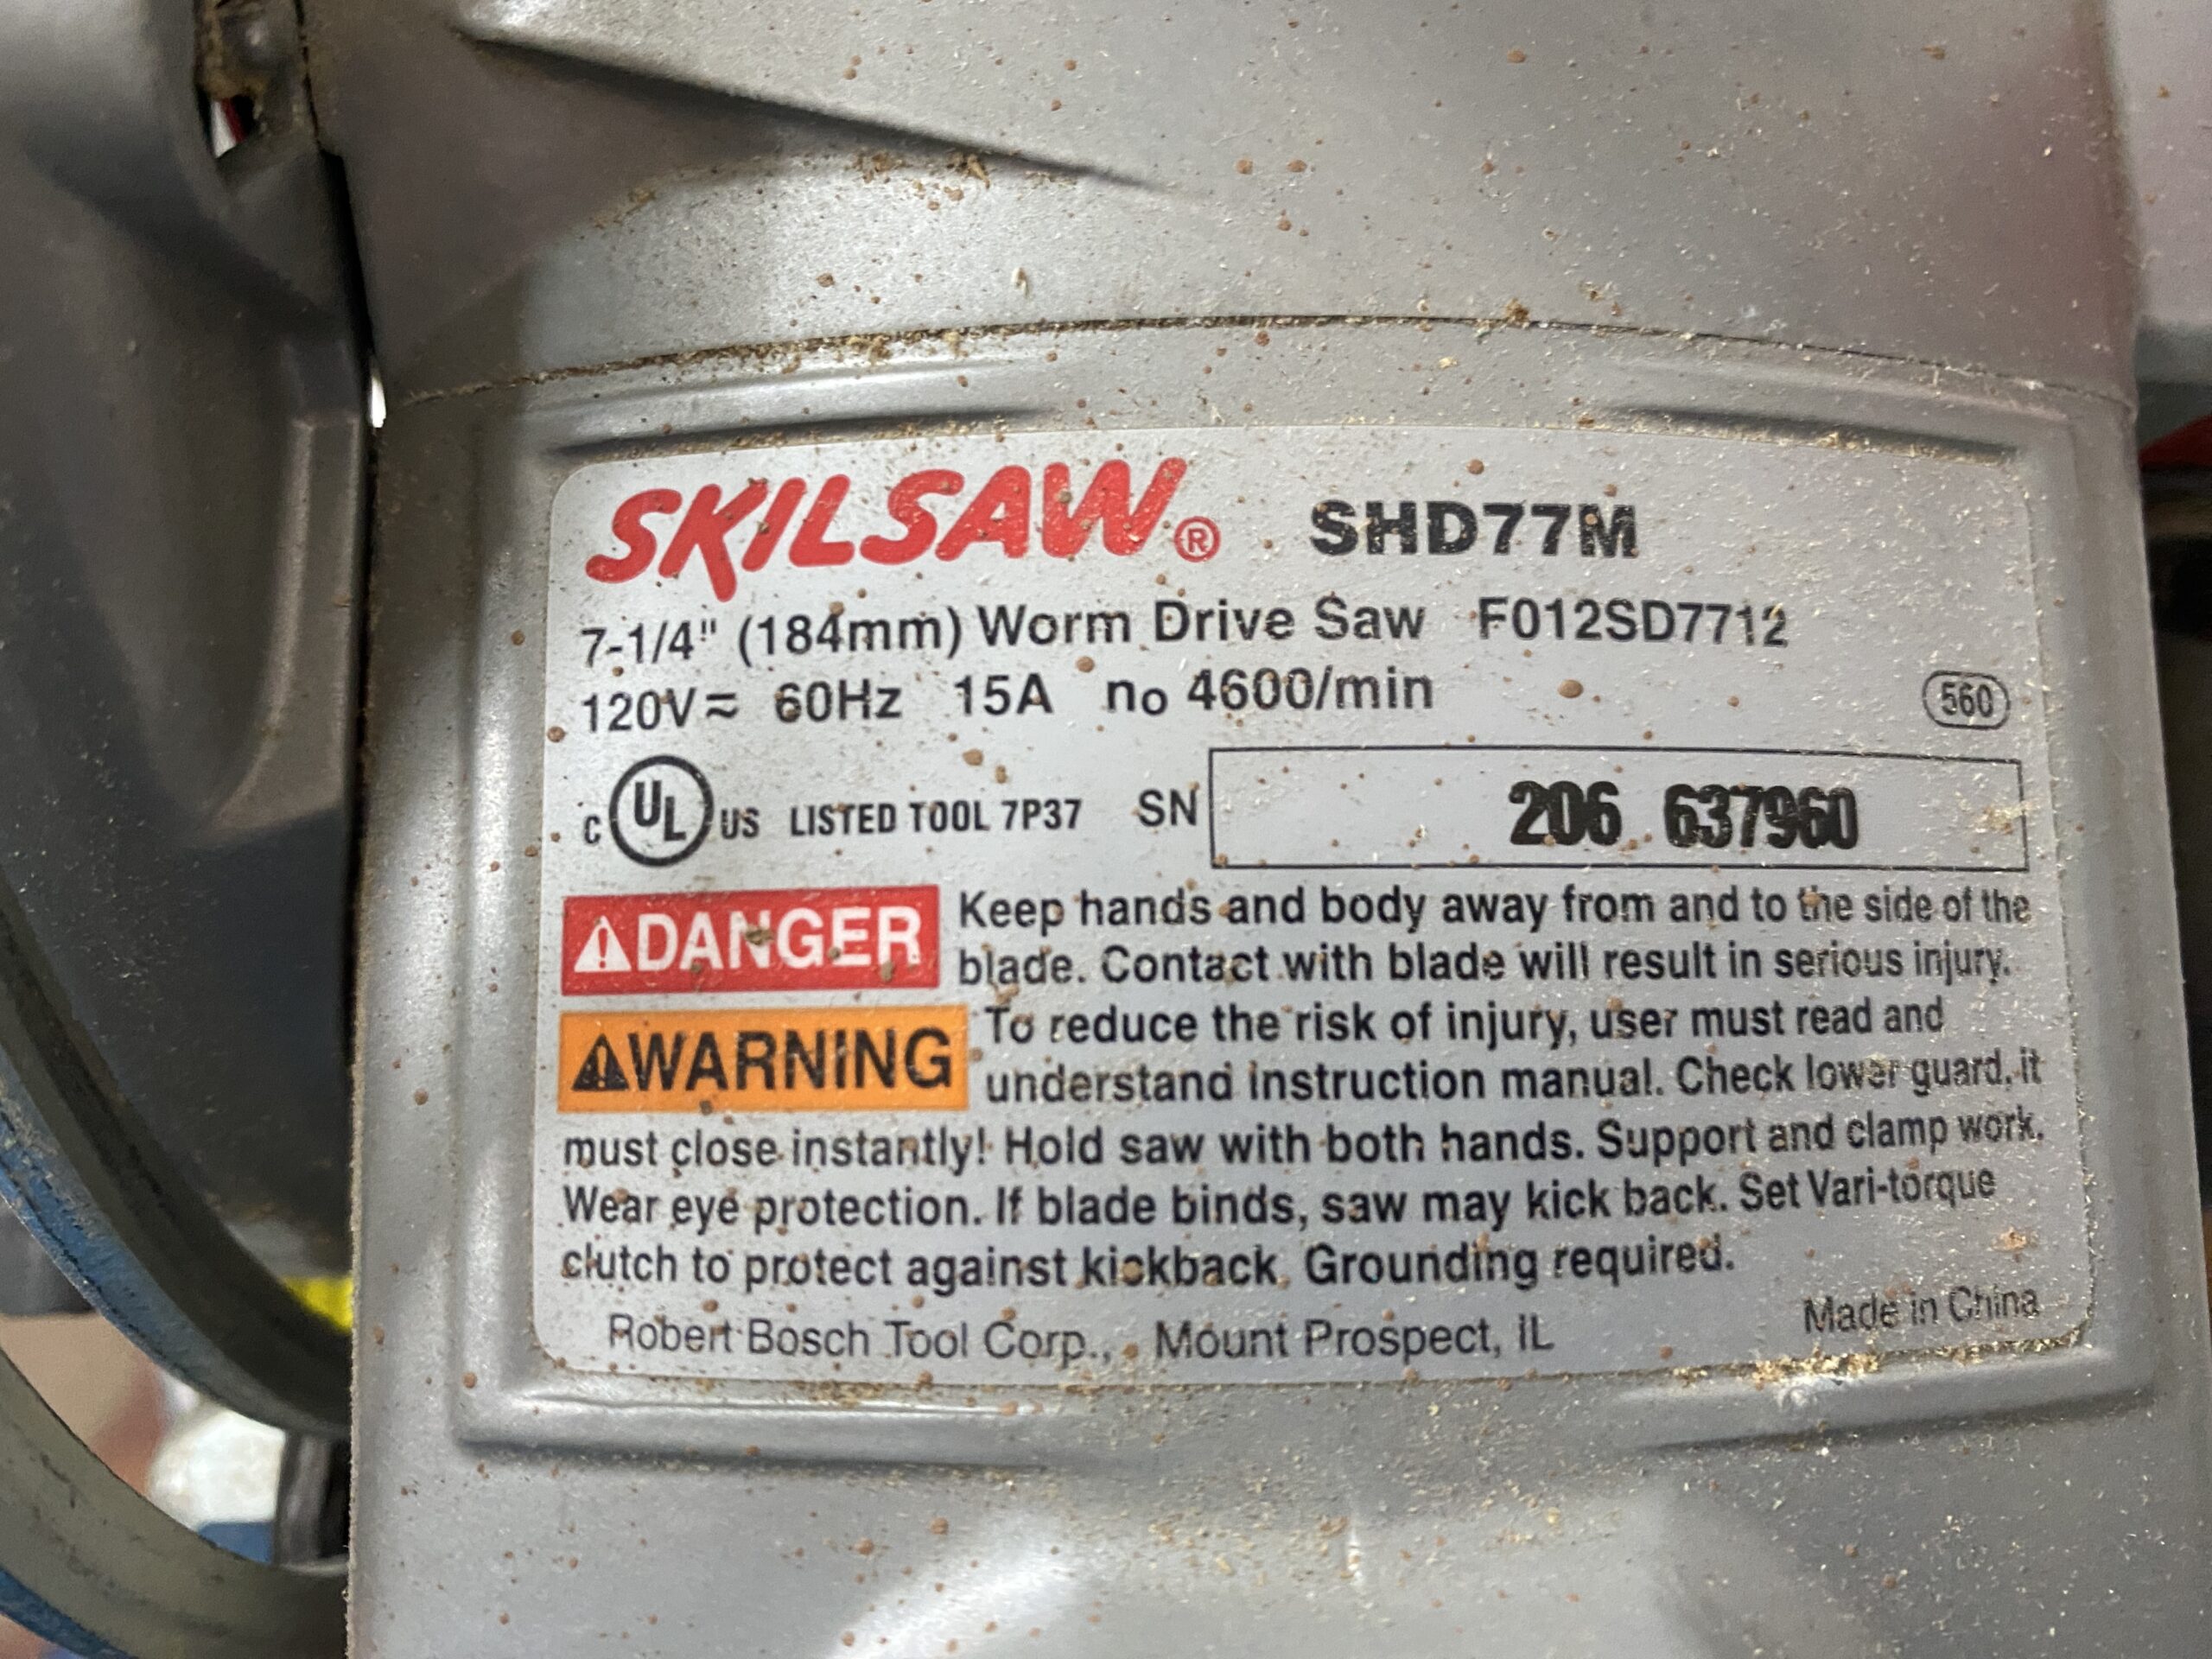 SKILSAW® SHD77M
7-1/4" (184mm) Worm Drive Saw F012SD7712
120V≂ 60Hz 15A no 4600/min 560
C UL US LISTED TOOL 7P37 SN 206 637960
⚠DANGER Keep hands and body away from and to the side of the
blade. Contact with blade will result in serious injury.
⚠WARNING To reduce the risk of injury, user must read and
understand instruction manual. Check lower guard, it
must close instantly! Hold saw with both hands. Support and clamp work.
Wear eye protection. If blade binds, saw may kick back. Set Vari-torque
clutch to protect against kickback. Grounding required.
Robert Bosch Tool Corp., Mount Prospect, IL Made in China